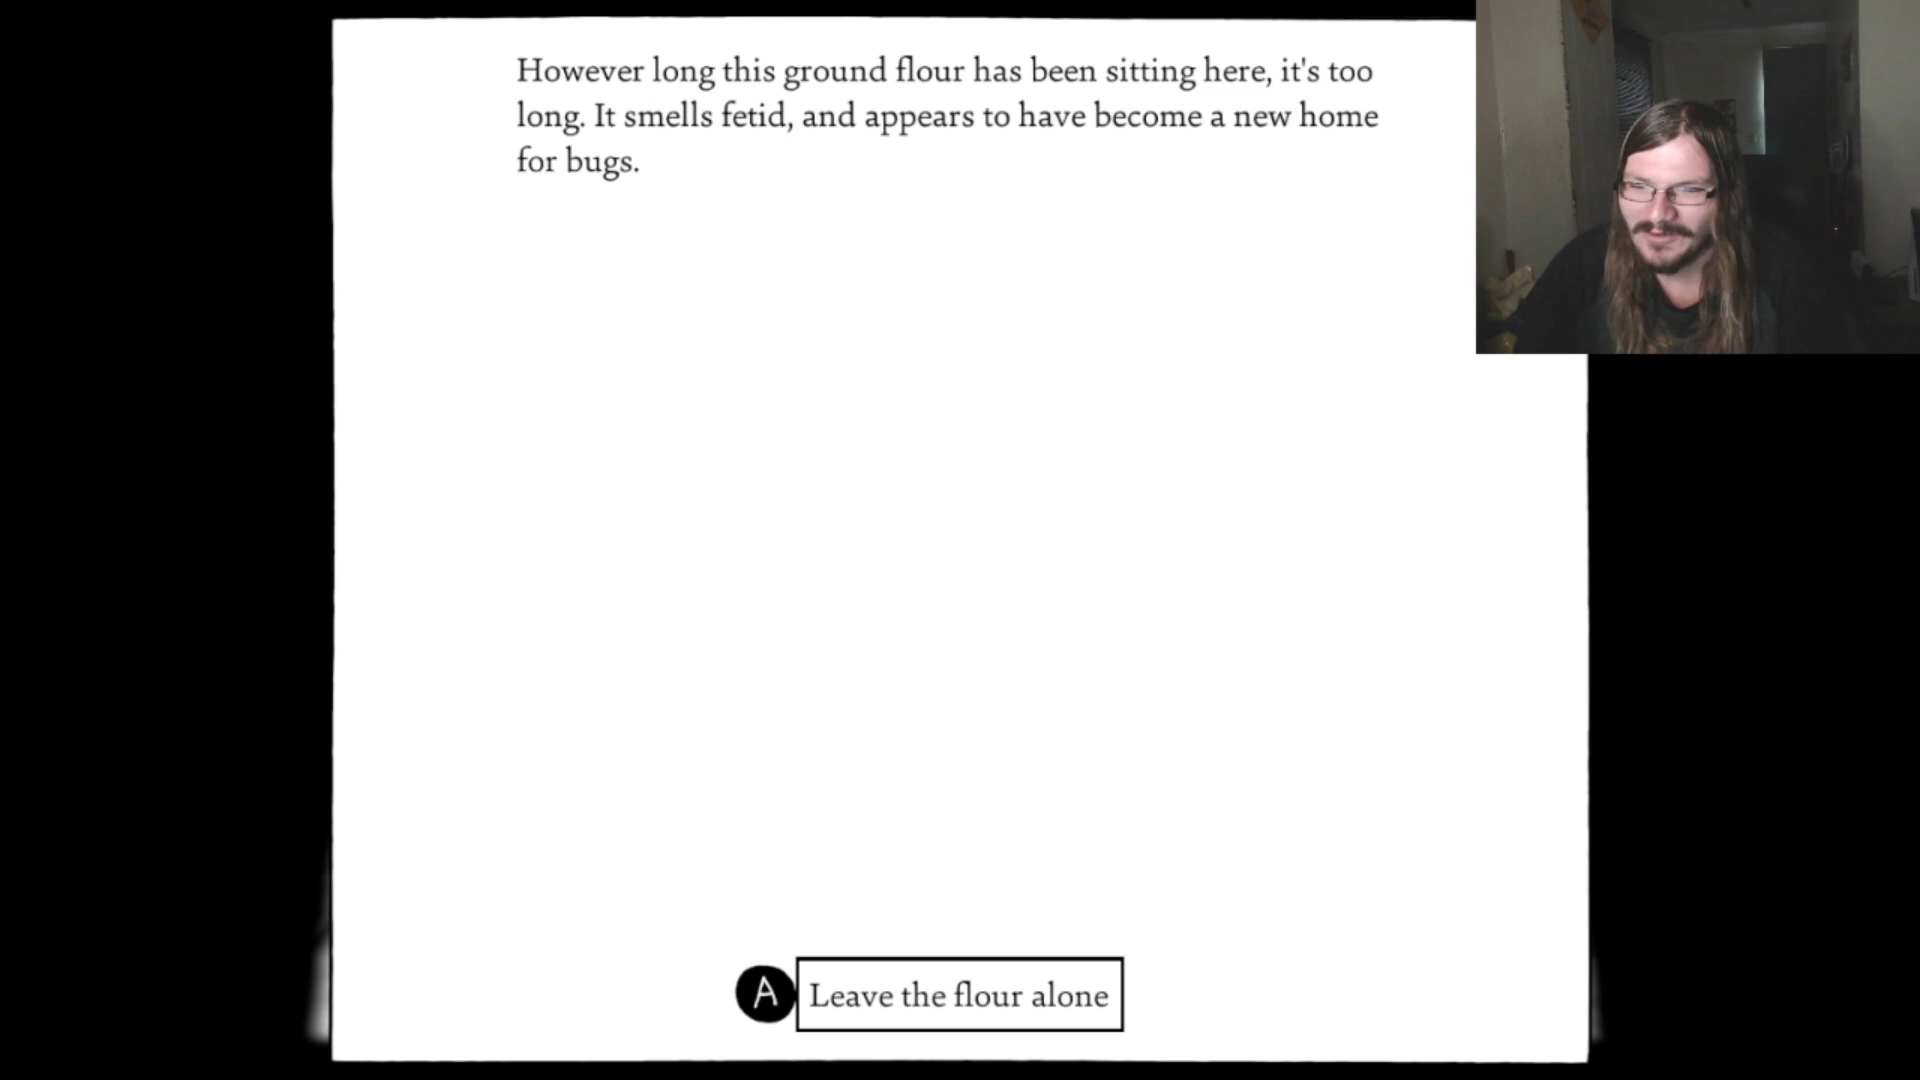 However long this ground flour has been sitting here, it's too
long. It smells fetid, and appears to have become a new home
for bugs.
A Leave the flour alone